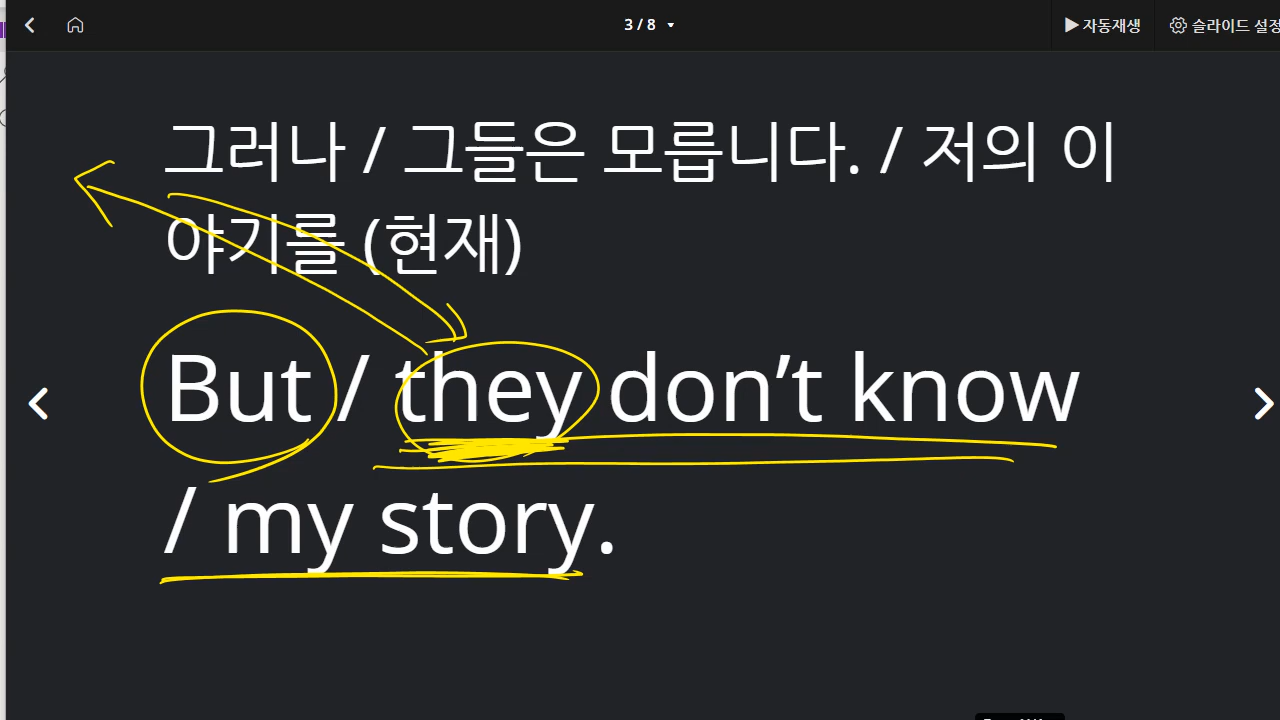 3 / 8
자동재생
슬라이드 설정
그러나 / 그들은 모릅니다. / 저의 이
야기를 (현재)
But / they don’t know
/ my story.